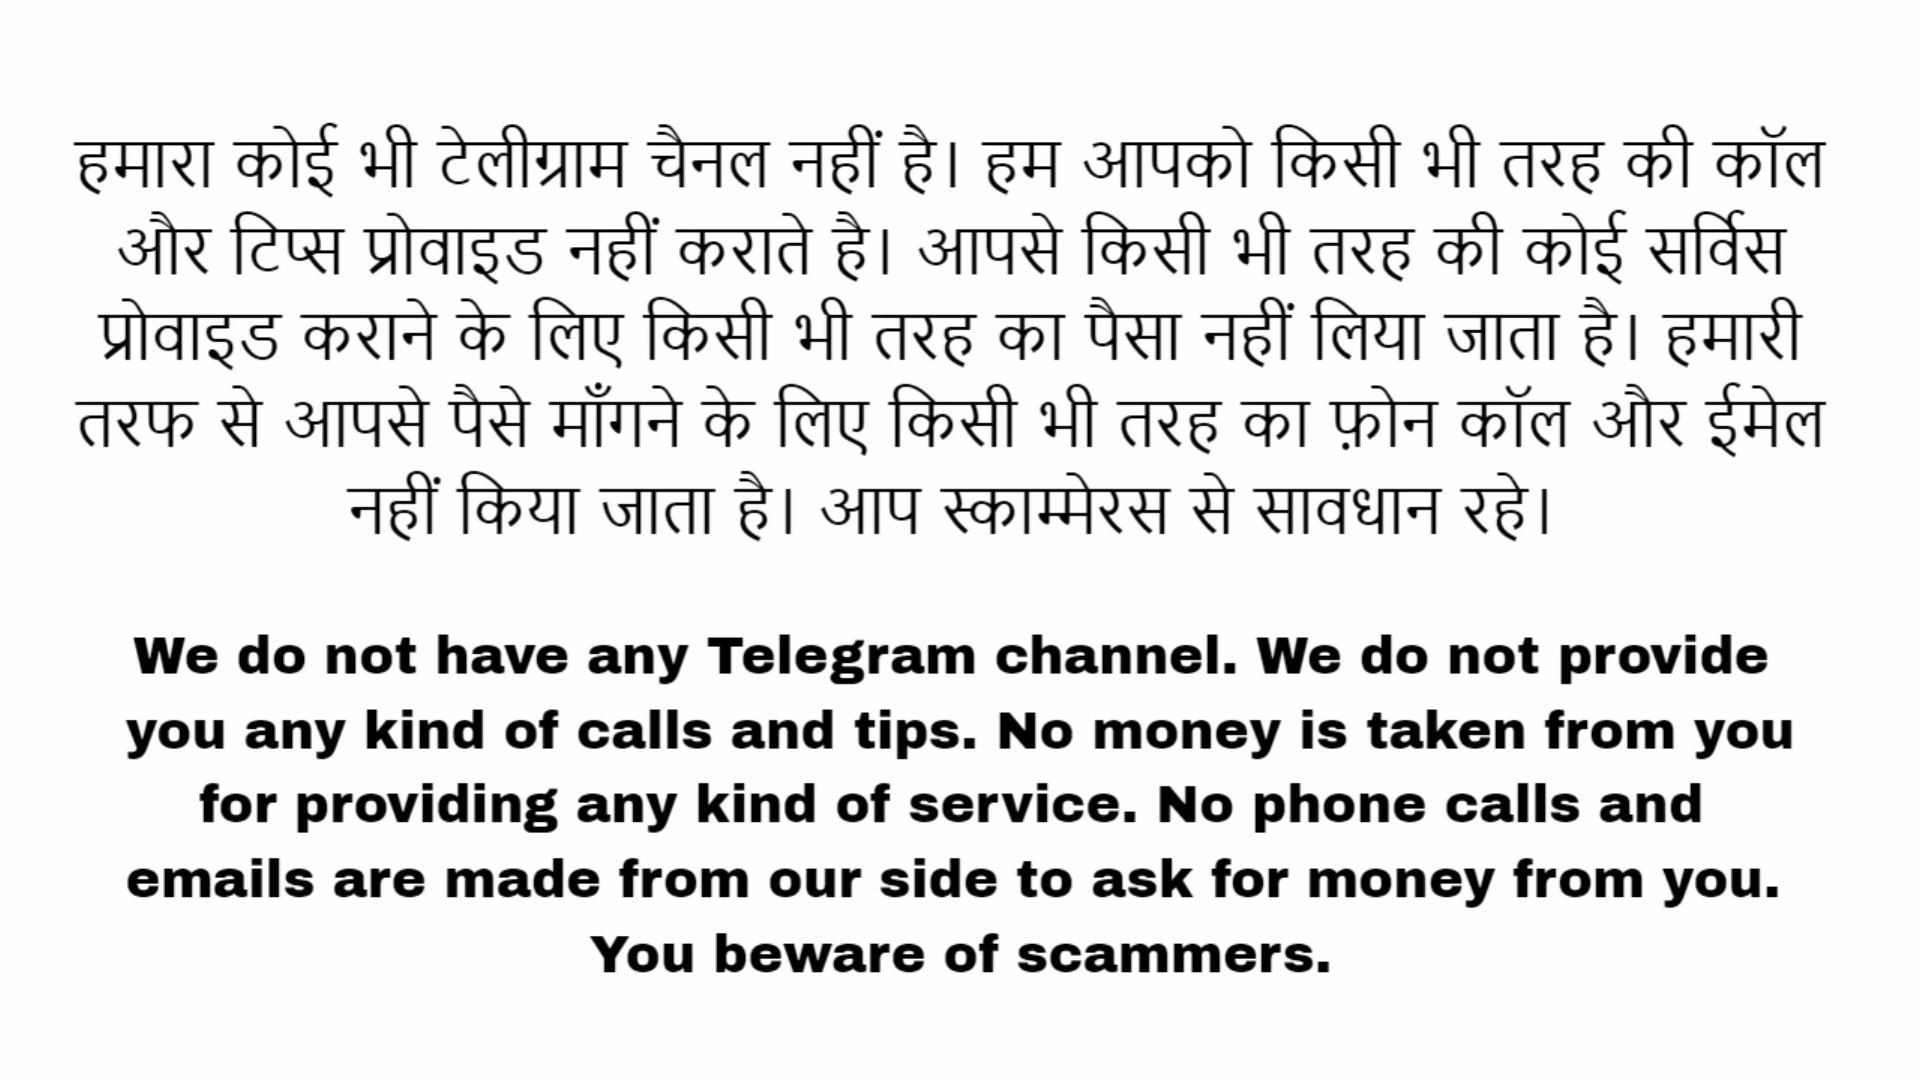 हमारा कोई भी टेलीग्राम चैनल नहीं है। हम आपको किसी भी तरह की कॉल
और टिप्स प्रोवाइड नहीं कराते है। आपसे किसी भी तरह की कोई सर्विस
प्रोवाइड कराने के लिए किसी भी तरह का पैसा नहीं लिया जाता है। हमारी
तरफ से आपसे पैसे माँगने के लिए किसी भी तरह का फ़ोन कॉल और ईमेल
नहीं किया जाता है। आप स्काम्मेरस से सावधान रहे।
We do not have any Telegram channel. We do not provide
you any kind of calls and tips. No money is taken from you
for providing any kind of service. No phone calls and
emails are made from our side to ask for money from you.
You beware of scammers.